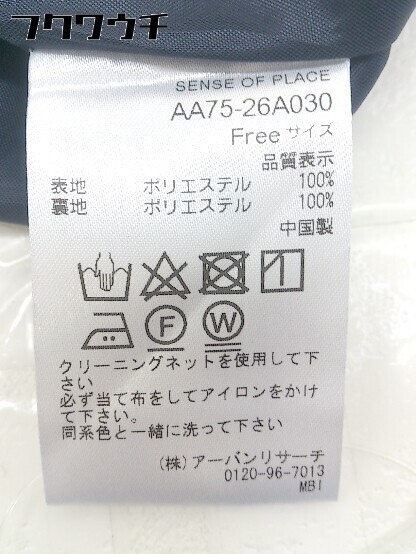 フクワウチ
SENSE OF PLACE
AA75-26A030
Free サイズ
品質表示
表地 ポリエステル 100%
裏地 ポリエステル 100%
中国製
F W
クリーニングネットを使用して下
さい
必ず当て布をしてアイロンをかけ
て下さい。
同系色と一緒に洗って下さい
(株) アーバンリサーチ
0120-96-7013
MBI